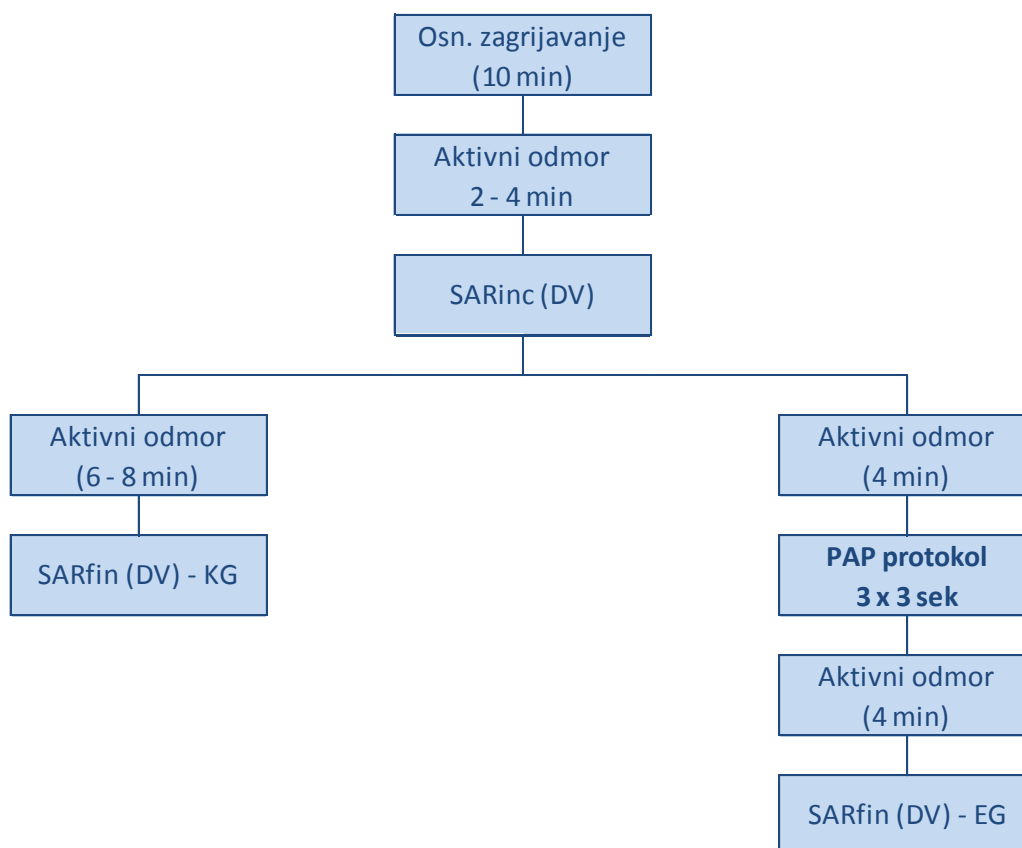 Osn. zagrijavanje
(10 min)
Aktivni odmor
2 - 4 min
SARinc (DV)
Aktivni odmor
(6 - 8 min)
SARfin (DV) - KG
Aktivni odmor
(4 min)
PAP protokol
3 x 3 sek
Aktivni odmor
(4 min)
SARfin (DV) - EG